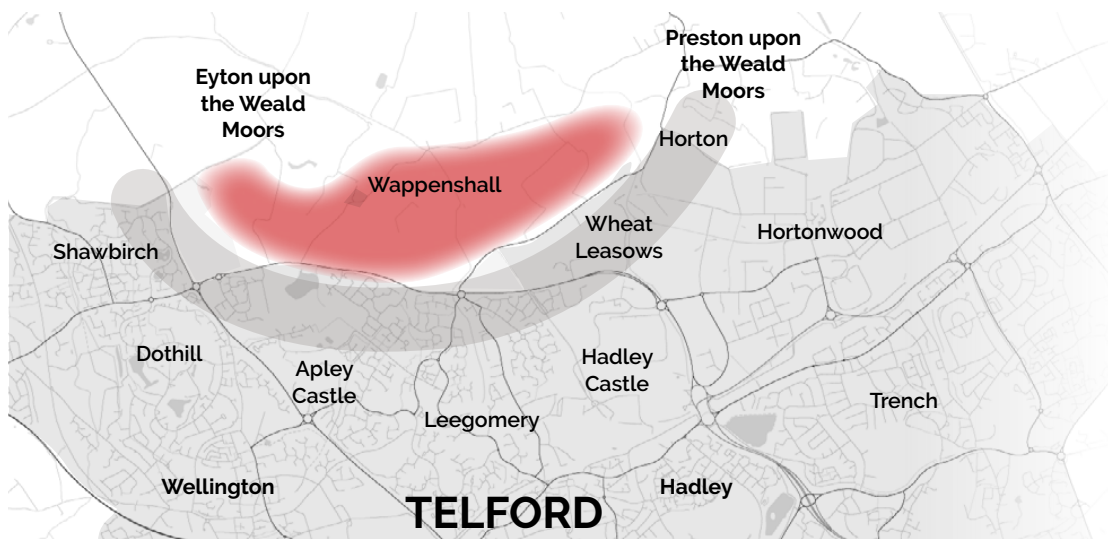 Preston upon
the Weald
Moors
Eyton upon
the Weald
Moors
Horton
Wappenshall
Wheat
Leasows
Hortonwood
Shawbirch
Dothill
Apley
Castle
Hadley
Castle
Trench
Leegomery
Wellington
Hadley
TELFORD